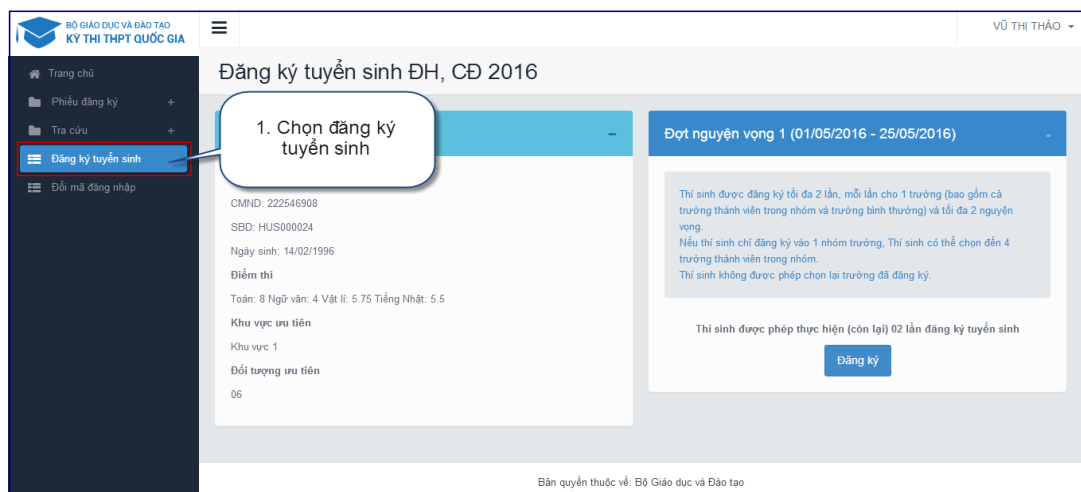 BỘ GIÁO DỤC VÀ ĐÀO TẠO
KỲ THI THPT QUỐC GIA
VŨ THỊ THẢO
Trang chủ
Phiếu đăng ký +
Tra cứu +
Đăng ký tuyển sinh
Đổi mã đăng nhập
Đăng ký tuyển sinh ĐH, CĐ 2016
1. Chọn đăng ký
tuyển sinh
CMND: 222546908
SBD: HUS000024
Ngày sinh: 14/02/1996
Điểm thi
Toán: 8 Ngữ văn: 4 Vật lí: 5.75 Tiếng Nhật: 5.5
Khu vực ưu tiên
Khu vực 1
Đối tượng ưu tiên
06
Đợt nguyện vọng 1 (01/05/2016 - 25/05/2016)
Thí sinh được đăng ký tối đa 2 lần, mỗi lần cho 1 trường (bao gồm cả
trường thành viên trong nhóm và trường bình thường) và tối đa 2 nguyện
vọng.
Nếu thí sinh chỉ đăng ký vào 1 nhóm trường, Thí sinh có thể chọn đến 4
trường thành viên trong nhóm.
Thí sinh không được phép chọn lại trường đã đăng ký.
Thí sinh được phép thực hiện (còn lại) 02 lần đăng ký tuyển sinh
Đăng ký
Bản quyền thuộc về: Bộ Giáo dục và Đào tạo